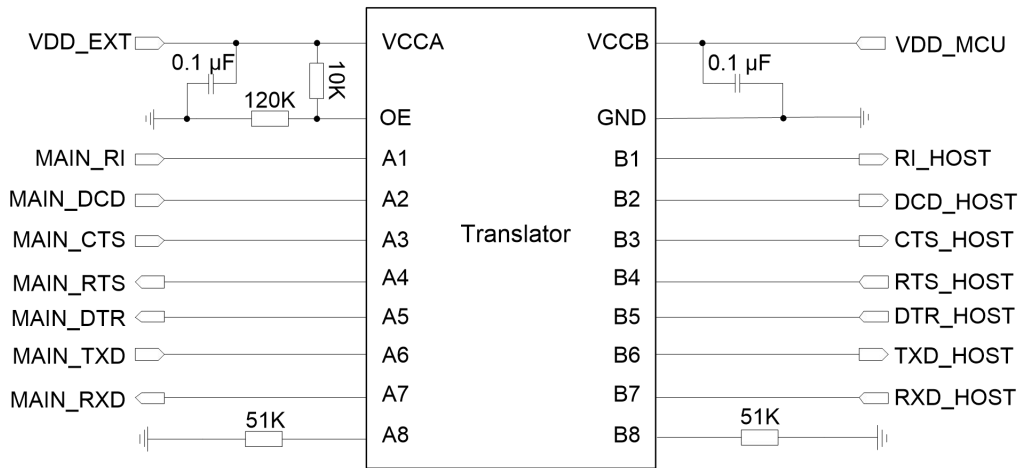 VDD_EXT VCCA VCCB VDD_MCU
0.1 µF 10K 0.1 µF
120K OE GND
MAIN_RI A1 B1 RI_HOST
MAIN_DCD A2 B2 DCD_HOST
MAIN_CTS A3 Translator B3 CTS_HOST
MAIN_RTS A4 B4 RTS_HOST
MAIN_DTR A5 B5 DTR_HOST
MAIN_TXD A6 B6 TXD_HOST
MAIN_RXD A7 B7 RXD_HOST
51K A8 B8 51K